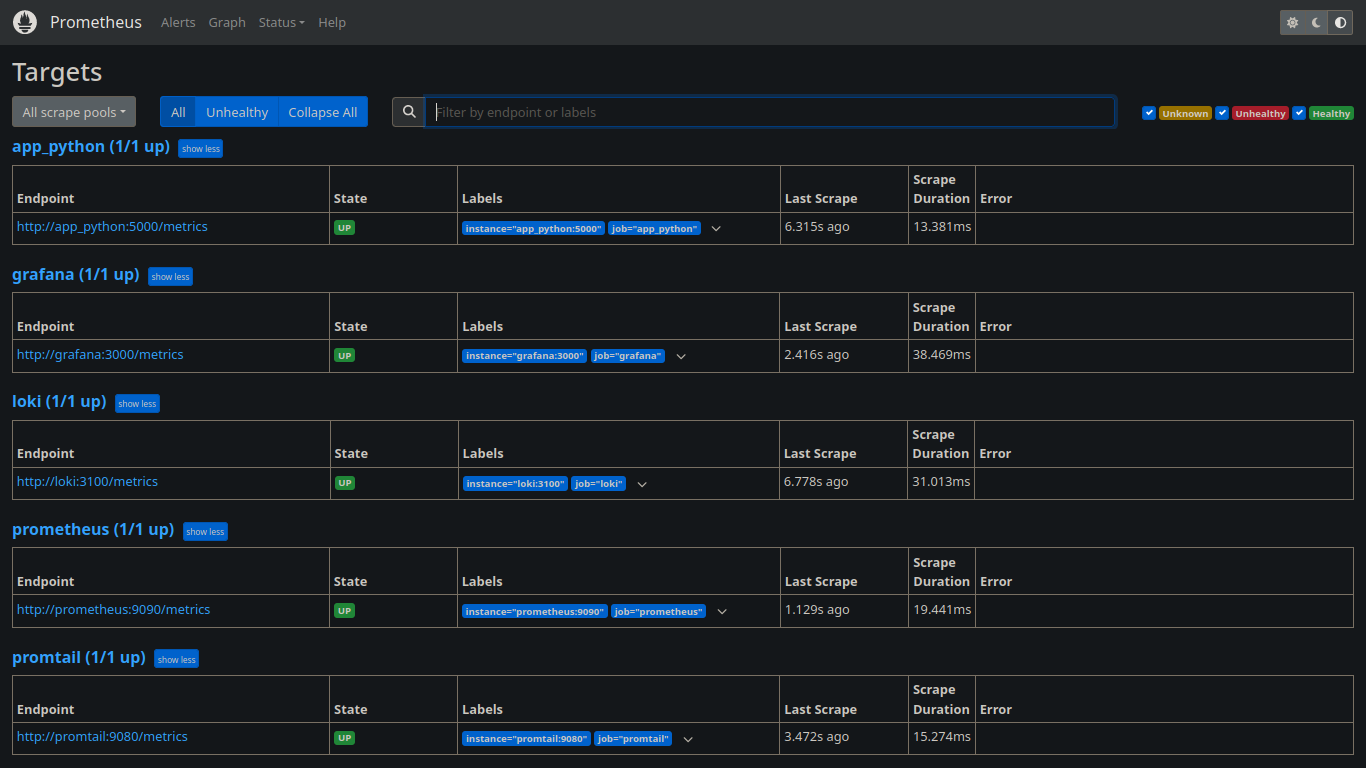 Prometheus Alerts Graph Status Help
Targets
All scrape pools All Unhealthy Collapse All Filter by endpoint or labels Unknown Unhealthy Healthy
app_python (1/1 up) show less
Endpoint State Labels Last Scrape Scrape Duration Error
http://app_python:5000/metrics UP instance="app_python:5000" job="app_python" 6.315s ago 13.381ms
grafana (1/1 up) show less
Endpoint State Labels Last Scrape Scrape Duration Error
http://grafana:3000/metrics UP instance="grafana:3000" job="grafana" 2.416s ago 38.469ms
loki (1/1 up) show less
Endpoint State Labels Last Scrape Scrape Duration Error
http://loki:3100/metrics UP instance="loki:3100" job="loki" 6.778s ago 31.013ms
prometheus (1/1 up) show less
Endpoint State Labels Last Scrape Scrape Duration Error
http://prometheus:9090/metrics UP instance="prometheus:9090" job="prometheus" 1.129s ago 19.441ms
promtail (1/1 up) show less
Endpoint State Labels Last Scrape Scrape Duration Error
http://promtail:9080/metrics UP instance="promtail:9080" job="promtail" 3.472s ago 15.274ms